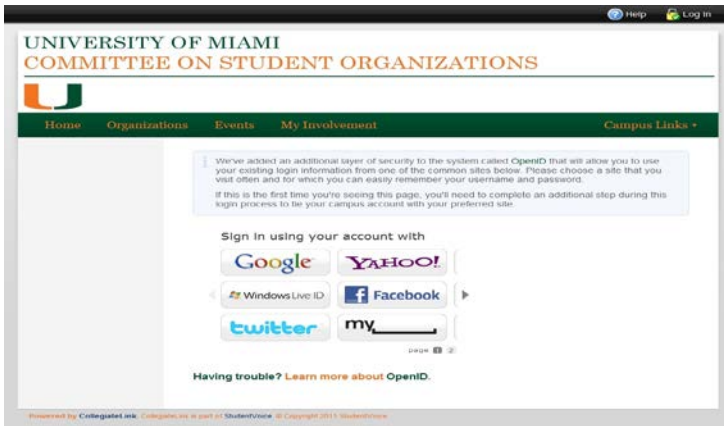 Help Log In
UNIVERSITY OF MIAMI
COMMITTEE ON STUDENT ORGANIZATIONS
U
Home Organizations Events My Involvement Campus Links
We've added an additional layer of security to the system called OpenID that will allow you to use
your existing login information from one of the common sites below. Please choose a site that you
visit often and for which you can easily remember your username and password.
If this is the first time you're seeing this page, you'll need to complete an additional step during this
login process to tie your campus account with your preferred site.
Sign in using your account with
Google YAHOO!
Windows Live ID Facebook
twitter my
page 1 2
Having trouble? Learn more about OpenID.
Powered by CollegiateLink. CollegiateLink is part of StudentVoice. © Copyright 2011 StudentVoice.